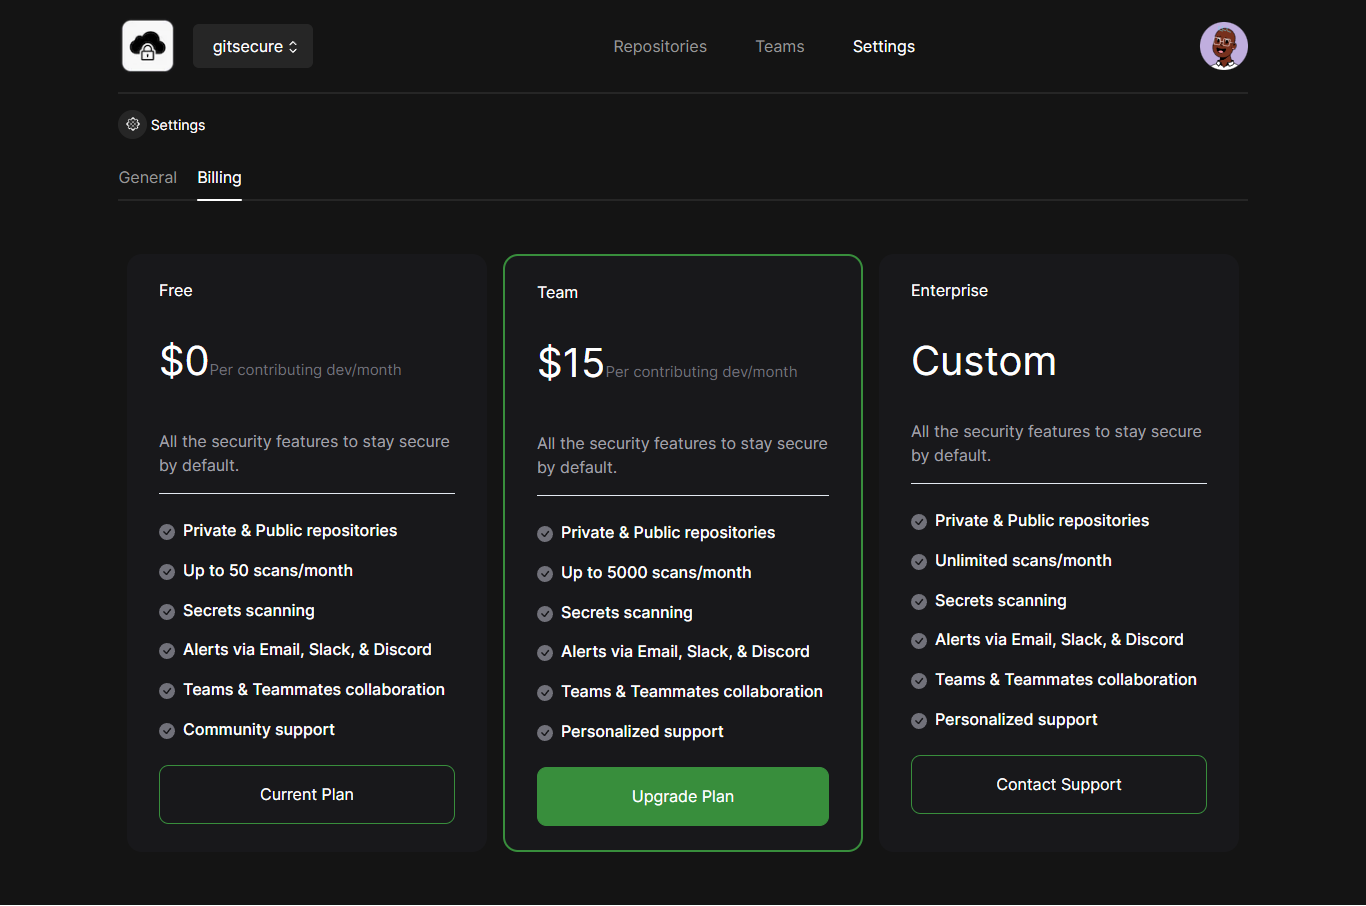 gitsecure
Repositories
Teams
Settings
Settings
General
Billing
Free
$0Per contributing dev/month
All the security features to stay secure
by default.
Private & Public repositories
Up to 50 scans/month
Secrets scanning
Alerts via Email, Slack, & Discord
Teams & Teammates collaboration
Community support
Current Plan
Team
$15Per contributing dev/month
All the security features to stay secure
by default.
Private & Public repositories
Up to 5000 scans/month
Secrets scanning
Alerts via Email, Slack, & Discord
Teams & Teammates collaboration
Personalized support
Upgrade Plan
Enterprise
Custom
All the security features to stay secure
by default.
Private & Public repositories
Unlimited scans/month
Secrets scanning
Alerts via Email, Slack, & Discord
Teams & Teammates collaboration
Personalized support
Contact Support